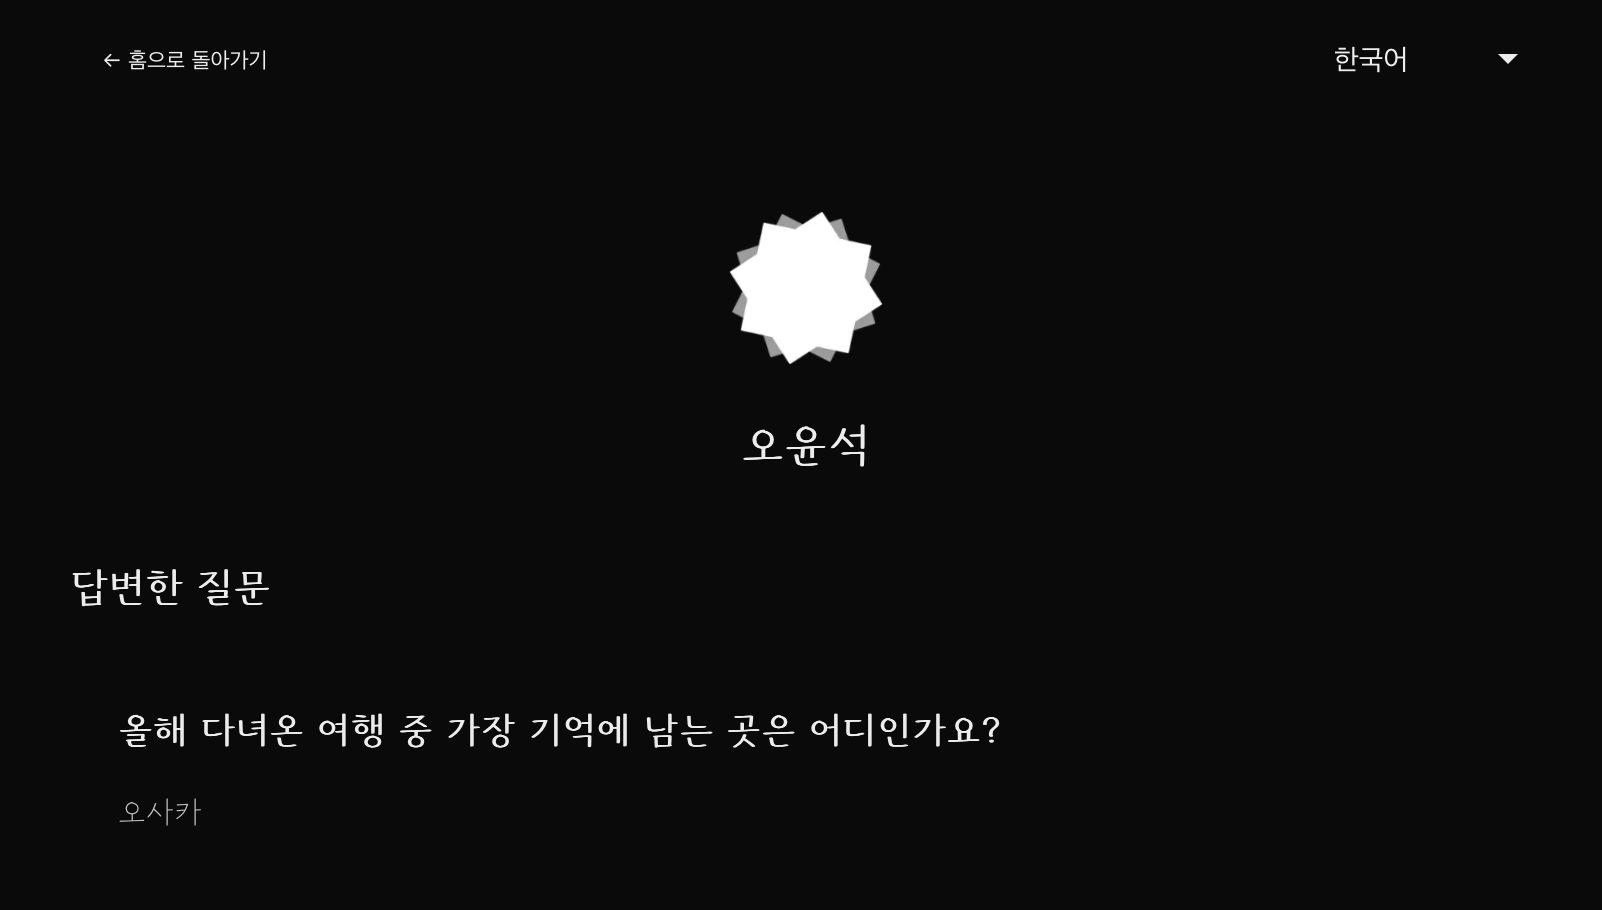 ← 홈으로 돌아가기
한국어
오윤석
답변한 질문
올해 다녀온 여행 중 가장 기억에 남는 곳은 어디인가요?
오사카